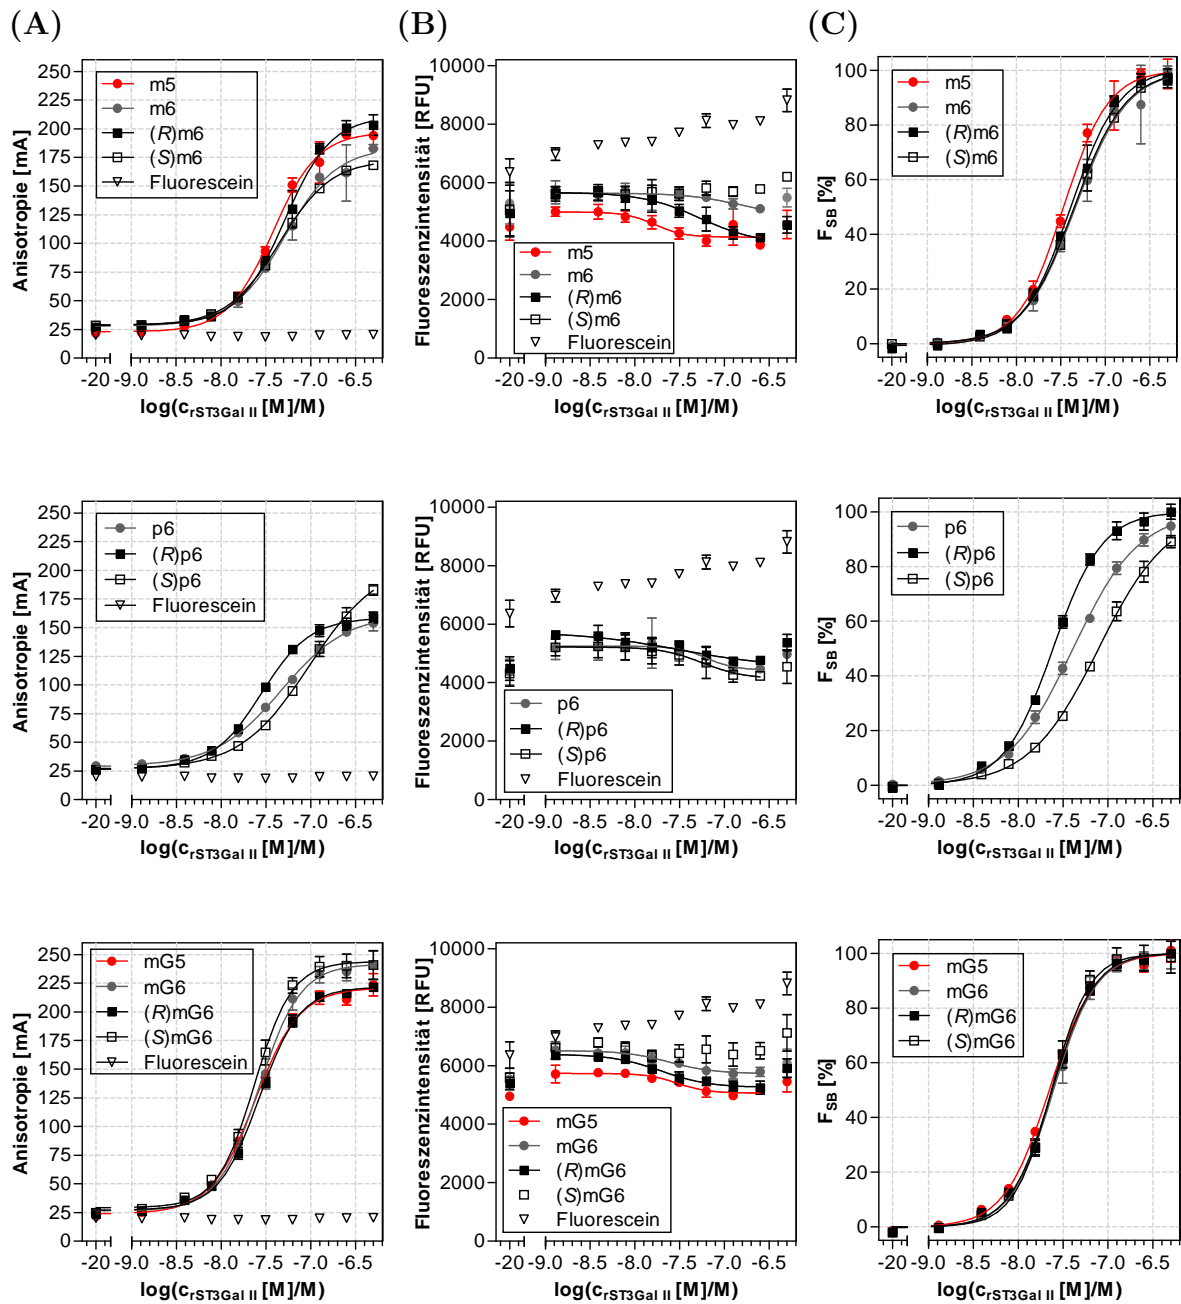 (A) (B) (C)
Anisotropie [mA]
250
225
200
175
150
125
100
75
50
25
0
m5
m6
(R)m6
(S)m6
Fluorescein
-20 -9.0 -8.5 -8.0 -7.5 -7.0 -6.5
log(c rST3Gal II [M]/M)
Fluoreszenzintensität [RFU]
10000
8000
6000
4000
2000
0
m5
m6
(R)m6
(S)m6
Fluorescein
-20 -9.0 -8.5 -8.0 -7.5 -7.0 -6.5
log(c rST3Gal II [M]/M)
F SB [%]
100
80
60
40
20
0
m5
m6
(R)m6
(S)m6
-20 -9.0 -8.5 -8.0 -7.5 -7.0 -6.5
log(c rST3Gal II [M]/M)
Anisotropie [mA]
250
225
200
175
150
125
100
75
50
25
0
p6
(R)p6
(S)p6
Fluorescein
-20 -9.0 -8.5 -8.0 -7.5 -7.0 -6.5
log(c rST3Gal II [M]/M)
Fluoreszenzintensität [RFU]
10000
8000
6000
4000
2000
0
p6
(R)p6
(S)p6
Fluorescein
-20 -9.0 -8.5 -8.0 -7.5 -7.0 -6.5
log(c rST3Gal II [M]/M)
F SB [%]
100
80
60
40
20
0
p6
(R)p6
(S)p6
-20 -9.0 -8.5 -8.0 -7.5 -7.0 -6.5
log(c rST3Gal II [M]/M)
Anisotropie [mA]
250
225
200
175
150
125
100
75
50
25
0
mG5
mG6
(R)mG6
(S)mG6
Fluorescein
-20 -9.0 -8.5 -8.0 -7.5 -7.0 -6.5
log(c rST3Gal II [M]/M)
Fluoreszenzintensität [RFU]
10000
8000
6000
4000
2000
0
mG5
mG6
(R)mG6
(S)mG6
Fluorescein
-20 -9.0 -8.5 -8.0 -7.5 -7.0 -6.5
log(c rST3Gal II [M]/M)
F SB [%]
100
80
60
40
20
0
mG5
mG6
(R)mG6
(S)mG6
-20 -9.0 -8.5 -8.0 -7.5 -7.0 -6.5
log(c rST3Gal II [M]/M)